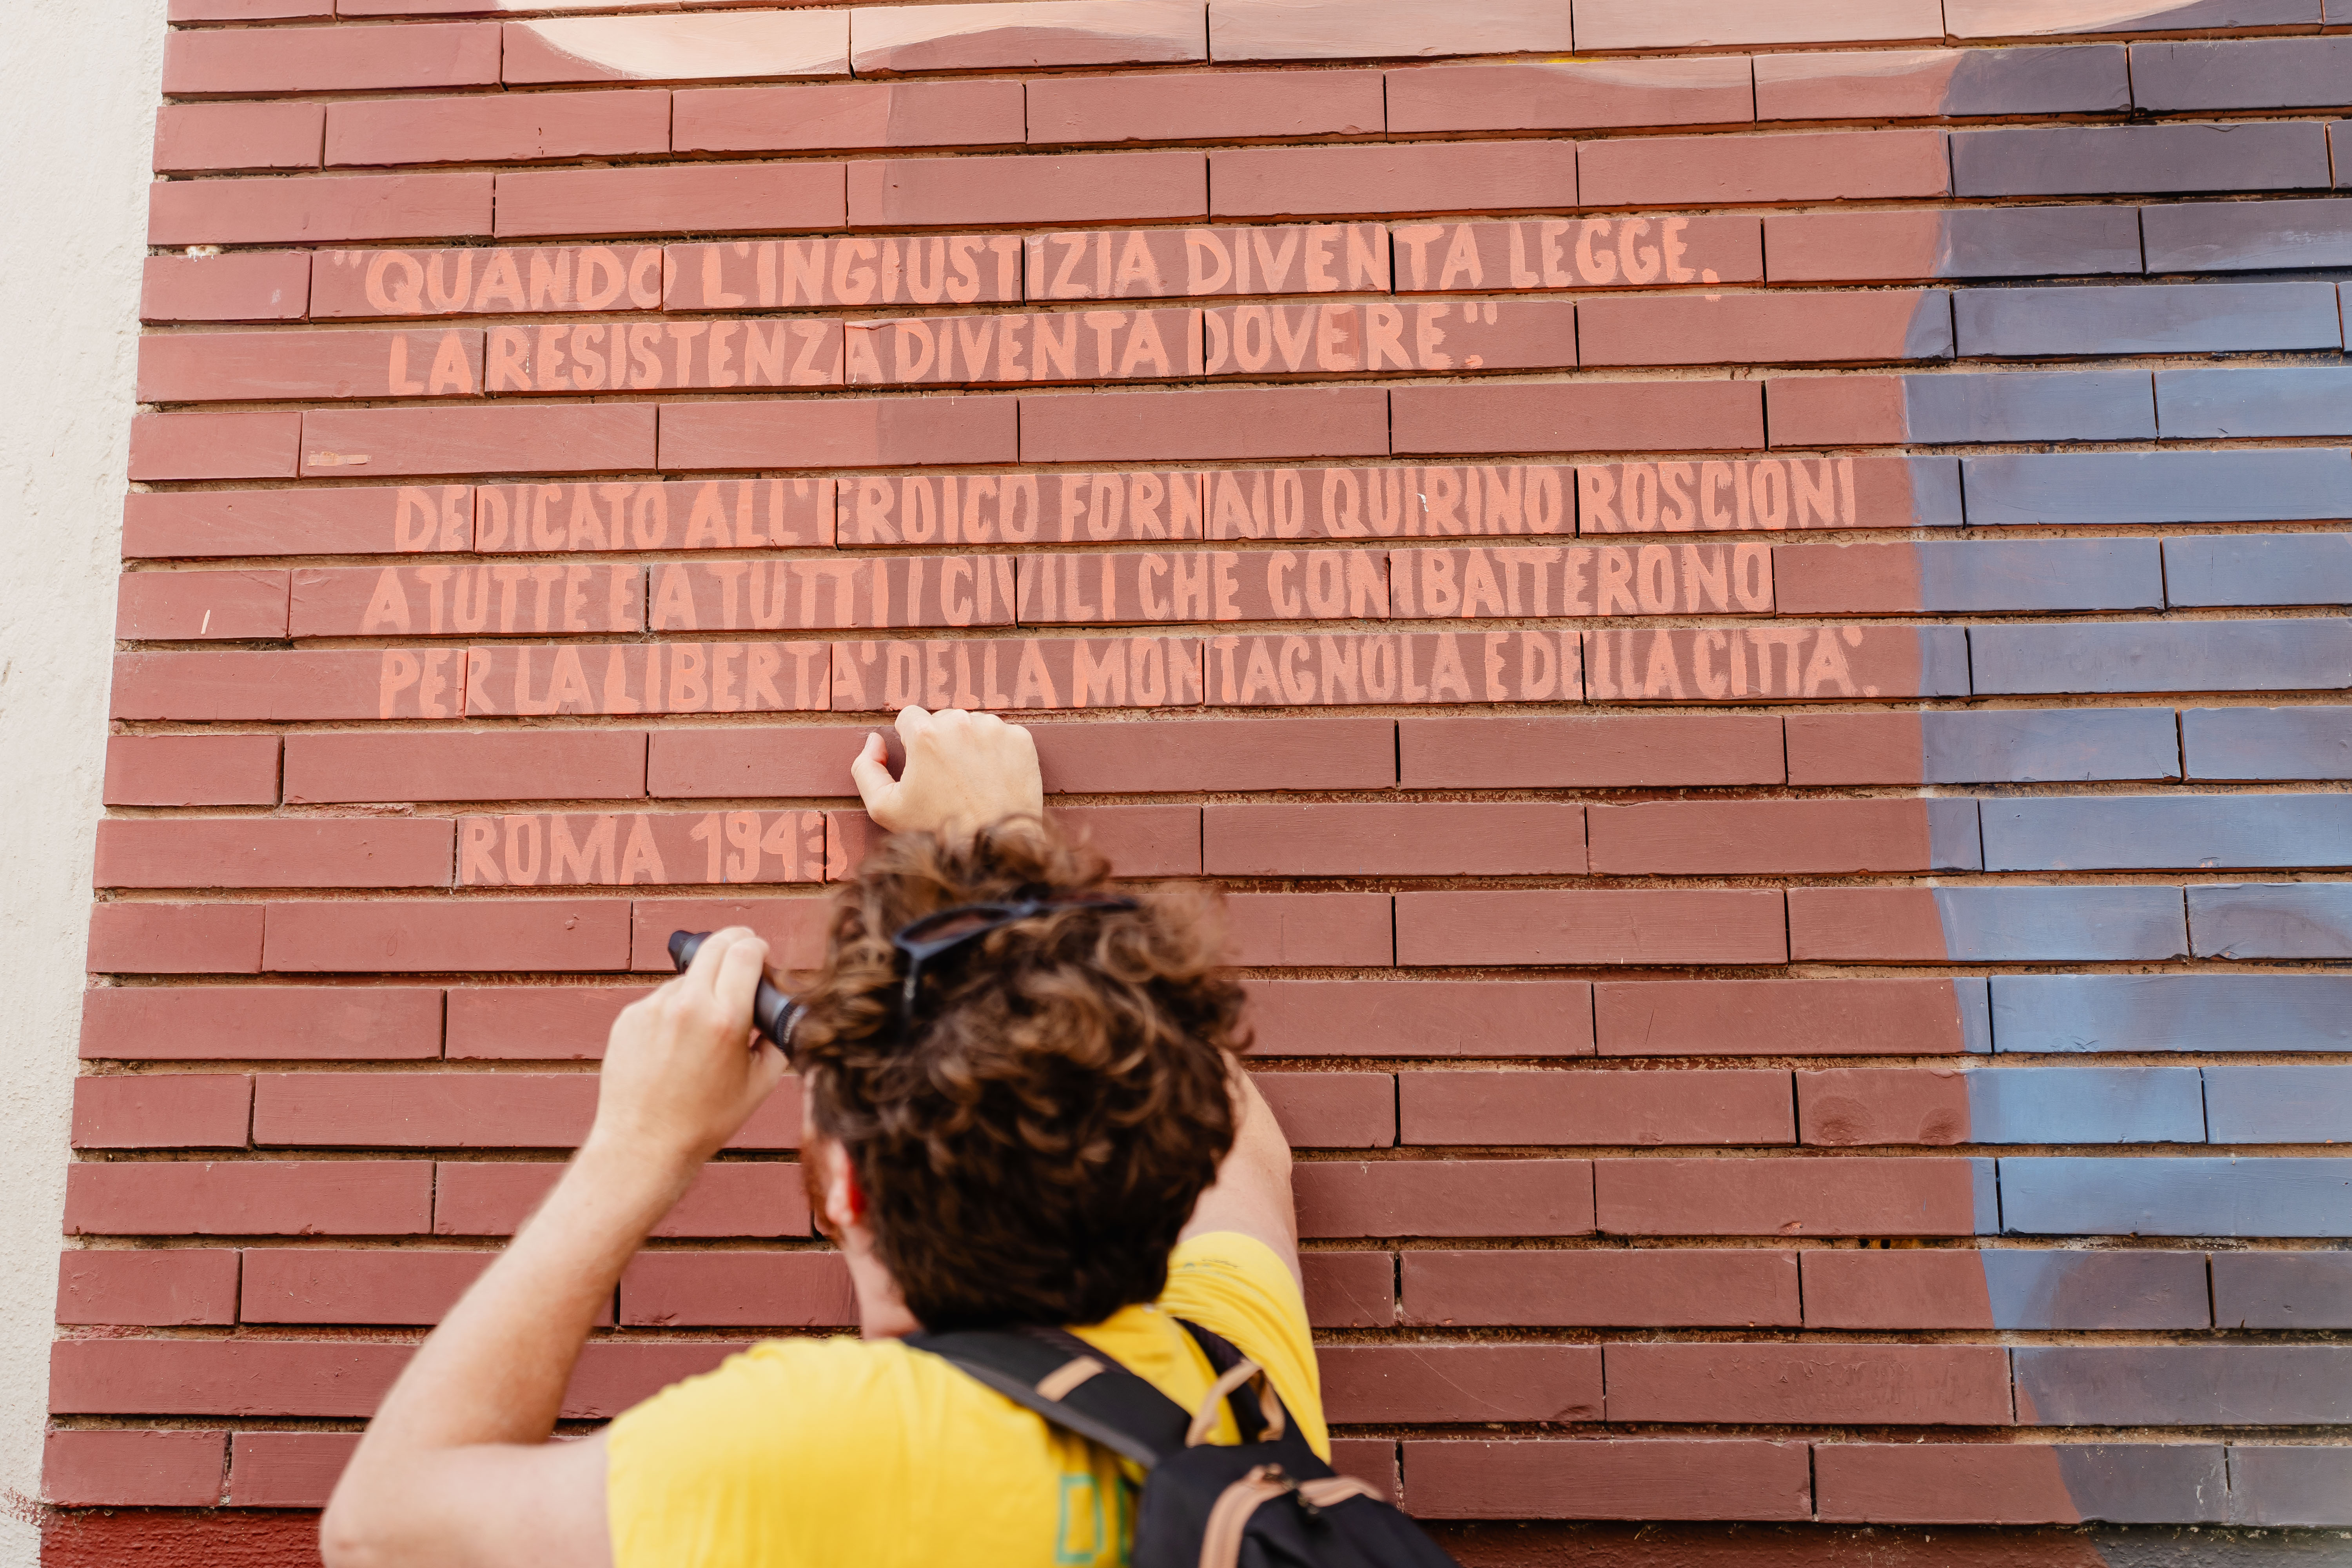 "QUANDO L'INGIUSTIZIA DIVENTA LEGGE,
LA RESISTENZA DIVENTA DOVERE."
DEDICATO ALL'EROICO FORNAIO QUIRINO ROSCIONI
A TUTTE E A TUTTI I CIVILI CHE COMBATTERONO
PER LA LIBERTA' DELLA MONTAGNOLA E DELLA CITTA'.
ROMA 1943